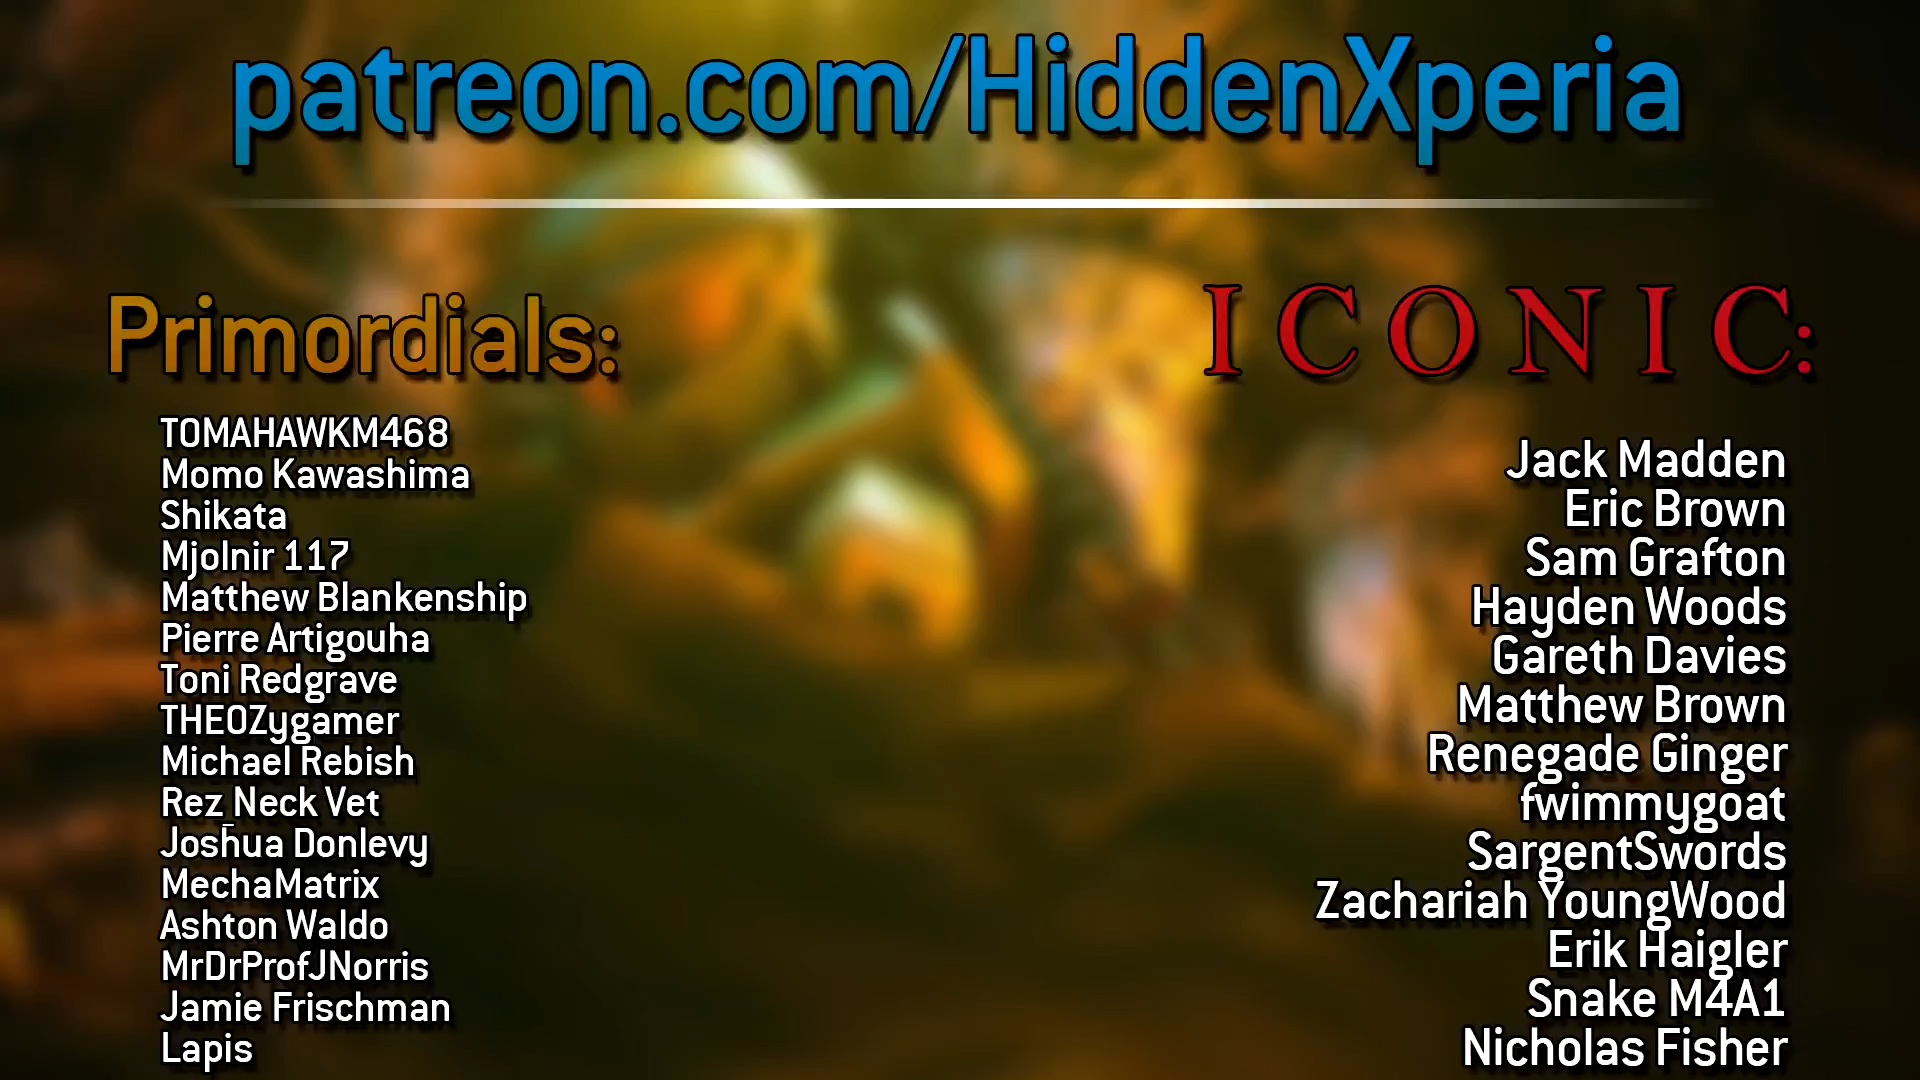 patreon.com/HiddenXperia
Primordials:
TOMAHAWKM468
Momo Kawashima
Shikata
Mjolnir 117
Matthew Blankenship
Pierre Artigouha
Toni Redgrave
THEOZygamer
Michael Rebish
Rez_Neck Vet
Joshua Donlevy
MechaMatrix
Ashton Waldo
MrDrProfJNorris
Jamie Frischman
Lapis
ICONIC:
Jack Madden
Eric Brown
Sam Grafton
Hayden Woods
Gareth Davies
Matthew Brown
Renegade Ginger
fwimmygoat
SargentSwords
Zachariah YoungWood
Erik Haigler
Snake M4A1
Nicholas Fisher